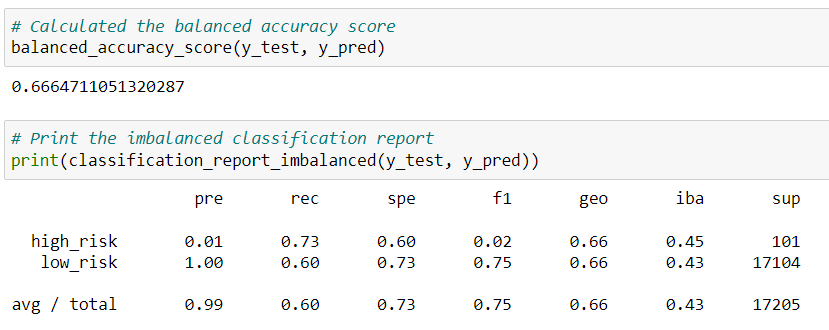 # Calculated the balanced accuracy score
balanced_accuracy_score(y_test, y_pred)
0.6664711051320287
# Print the imbalanced classification report
print(classification_report_imbalanced(y_test, y_pred))
pre rec spe f1 geo iba sup
high_risk 0.01 0.73 0.60 0.02 0.66 0.45 101
low_risk 1.00 0.60 0.73 0.75 0.66 0.43 17104
avg / total 0.99 0.60 0.73 0.75 0.66 0.43 17205